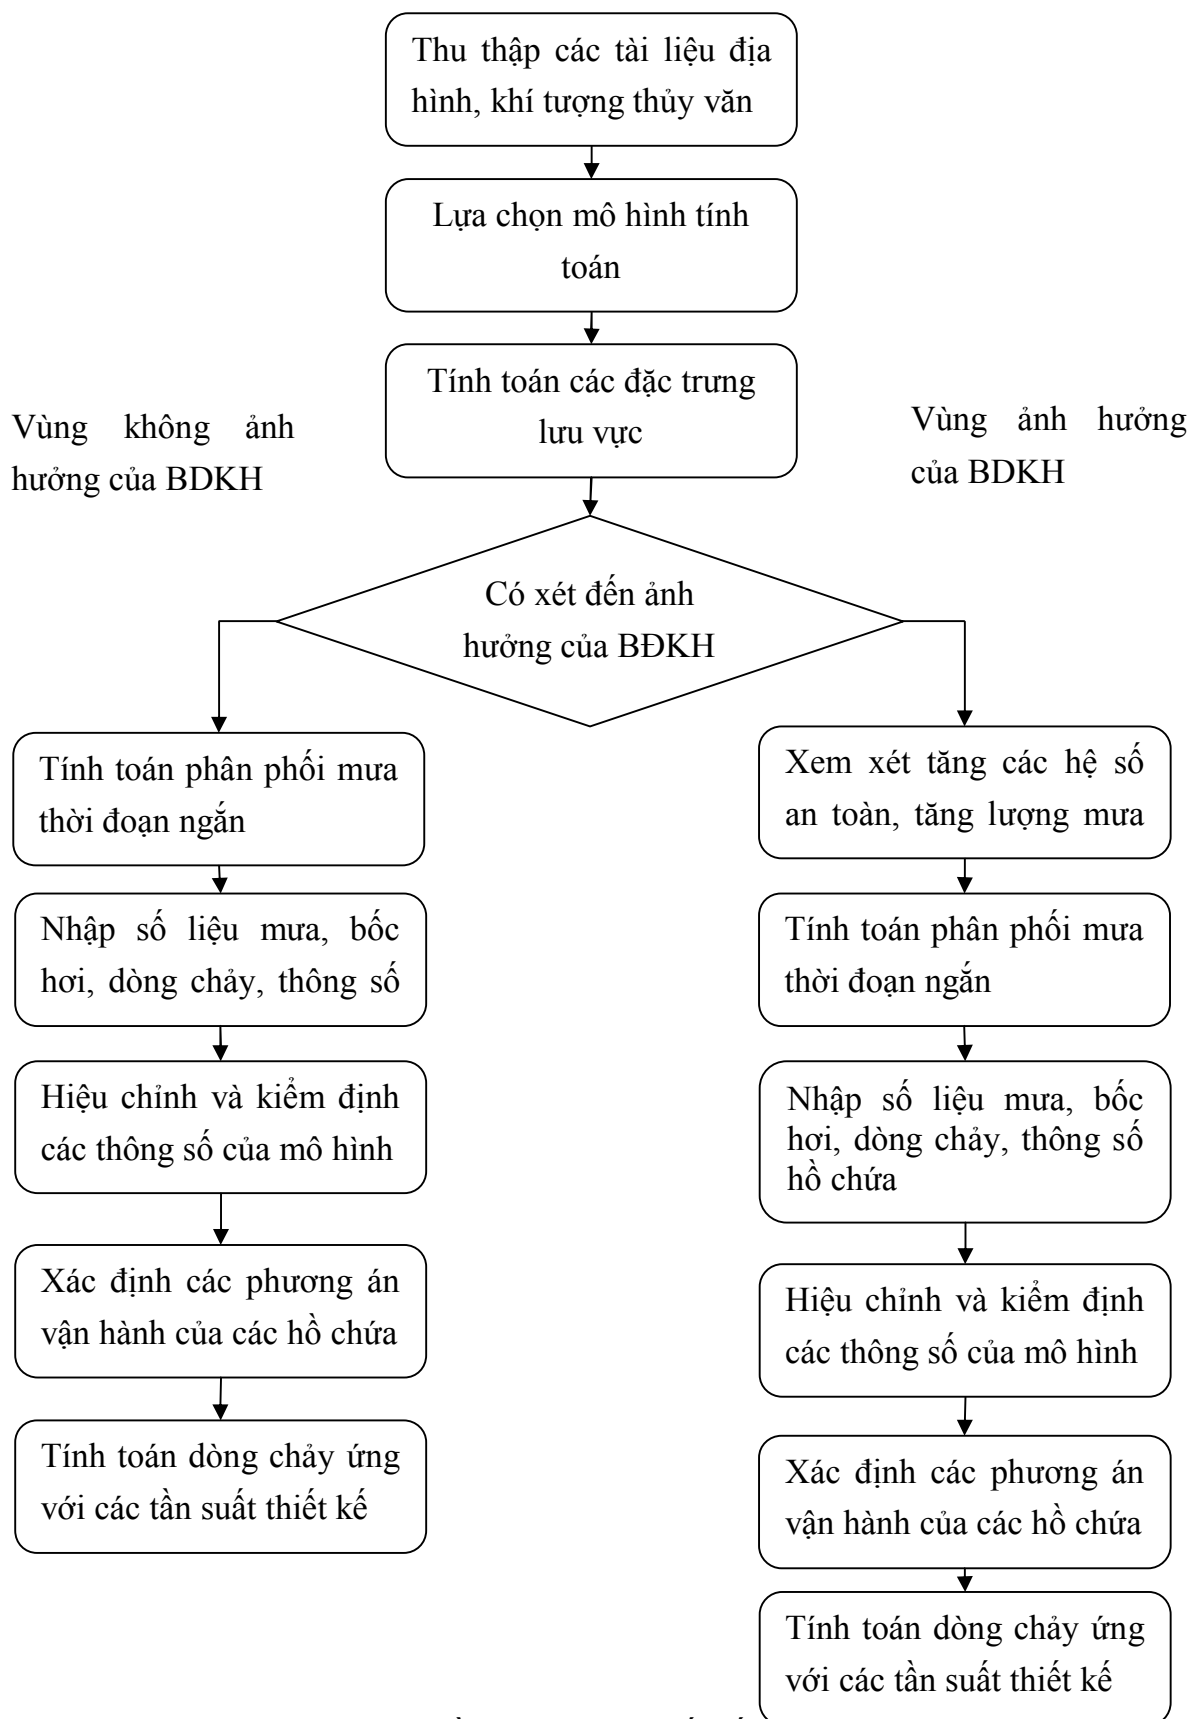 Thu thập các tài liệu địa
hình, khí tượng thủy văn
Lựa chọn mô hình tính
toán
Tính toán các đặc trưng
lưu vực
Vùng không ảnh
hưởng của BDKH
Vùng ảnh hưởng
của BDKH
Có xét đến ảnh
hưởng của BĐKH
Tính toán phân phối mưa
thời đoạn ngắn
Nhập số liệu mưa, bốc
hơi, dòng chảy, thông số
Hiệu chỉnh và kiểm định
các thông số của mô hình
Xác định các phương án
vận hành của các hồ chứa
Tính toán dòng chảy ứng
với các tần suất thiết kế
Xem xét tăng các hệ số
an toàn, tăng lượng mưa
Tính toán phân phối mưa
thời đoạn ngắn
Nhập số liệu mưa, bốc
hơi, dòng chảy, thông số
hồ chứa
Hiệu chỉnh và kiểm định
các thông số của mô hình
Xác định các phương án
vận hành của các hồ chứa
Tính toán dòng chảy ứng
với các tần suất thiết kế